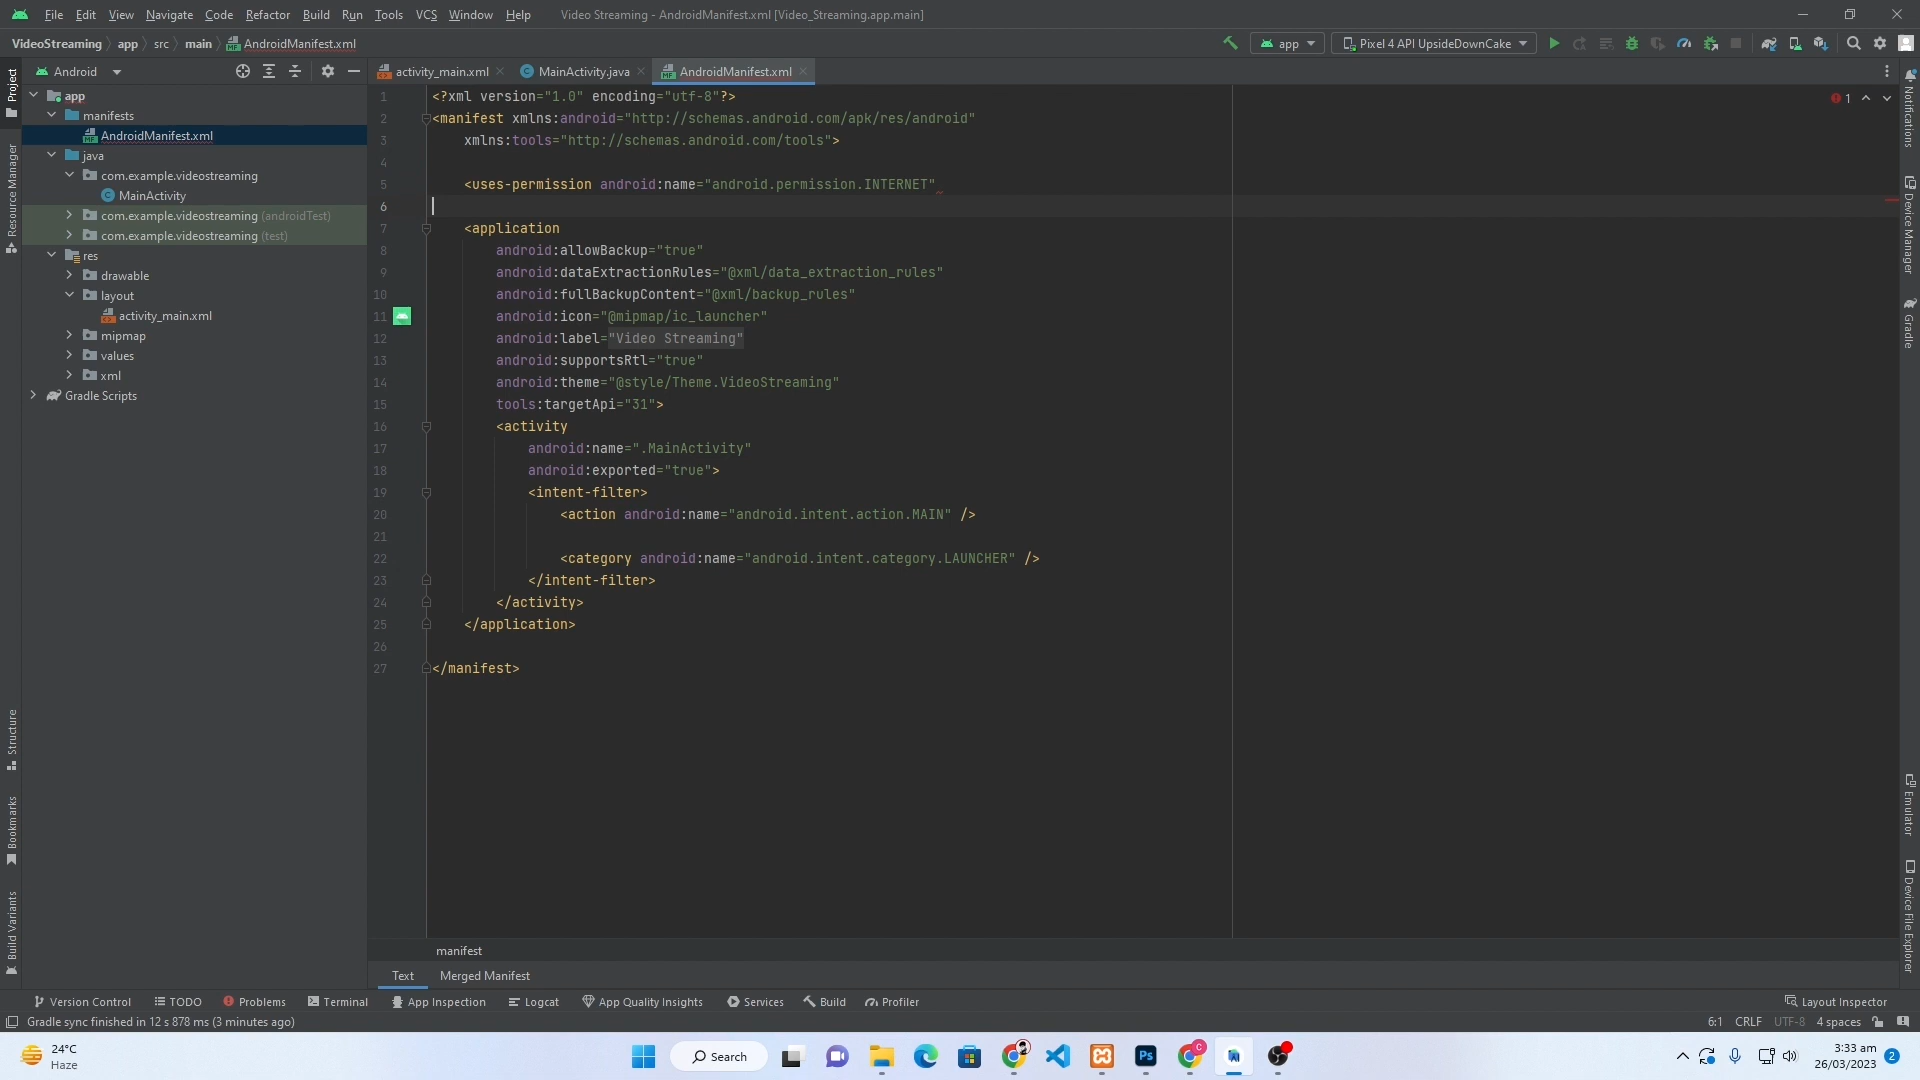 File Edit View Navigate Code Refactor Build Run Tools VCS Window Help Video Streaming - AndroidManifest.xml [Video_Streaming.app.main]
VideoStreaming app src main AndroidManifest.xml app Pixel 4 API UpsideDownCake
Android activity_main.xml MainActivity.java AndroidManifest.xml
Project
Resource Manager
Structure
Bookmarks
Build Variants
app
manifests
AndroidManifest.xml
java
com.example.videostreaming
MainActivity
com.example.videostreaming (androidTest)
com.example.videostreaming (test)
res
drawable
layout
activity_main.xml
mipmap
values
xml
Gradle Scripts
1 <?xml version="1.0" encoding="utf-8"?>
2 <manifest xmlns:android="http://schemas.android.com/apk/res/android"
3 xmlns:tools="http://schemas.android.com/tools">
4
5 <uses-permission android:name="android.permission.INTERNET"
6
7 <application
8 android:allowBackup="true"
9 android:dataExtractionRules="@xml/data_extraction_rules"
10 android:fullBackupContent="@xml/backup_rules"
11 android:icon="@mipmap/ic_launcher"
12 android:label="Video Streaming"
13 android:supportsRtl="true"
14 android:theme="@style/Theme.VideoStreaming"
15 tools:targetApi="31">
16 <activity
17 android:name=".MainActivity"
18 android:exported="true">
19 <intent-filter>
20 <action android:name="android.intent.action.MAIN" />
21
22 <category android:name="android.intent.category.LAUNCHER" />
23 </intent-filter>
24 </activity>
25 </application>
26
27 </manifest>
1
Notifications
Device Manager
Gradle
Emulator
Device File Explorer
manifest
Text Merged Manifest
Version Control TODO Problems Terminal App Inspection Logcat App Quality Insights Services Build Profiler Layout Inspector
Gradle sync finished in 12 s 878 ms (3 minutes ago) 6:1 CRLF UTF-8 4 spaces
24°C
Haze
Search
Ps
C
3:33 am
26/03/2023
2